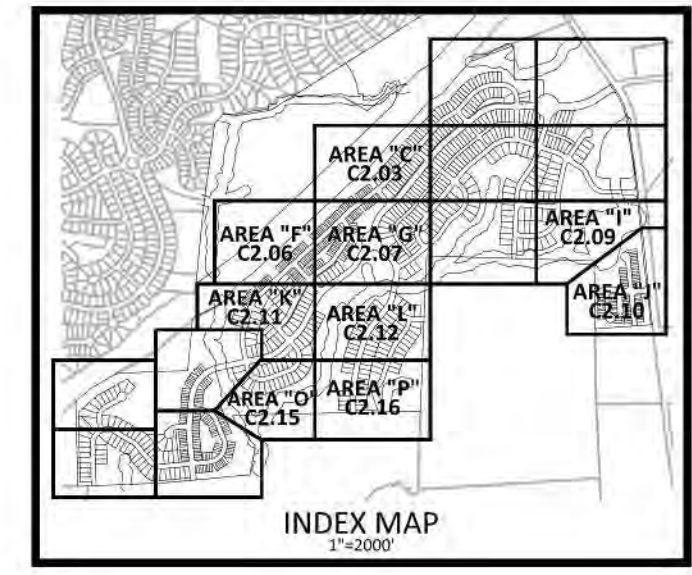 AREA "C"
C2.03
AREA "F"
C2.06
AREA "G"
C2.07
AREA "I"
C2.09
AREA "K"
C2.11
AREA "L"
C2.12
AREA "J"
C2.10
AREA "O"
C2.15
AREA "P"
C2.16
INDEX MAP
1"=2000'